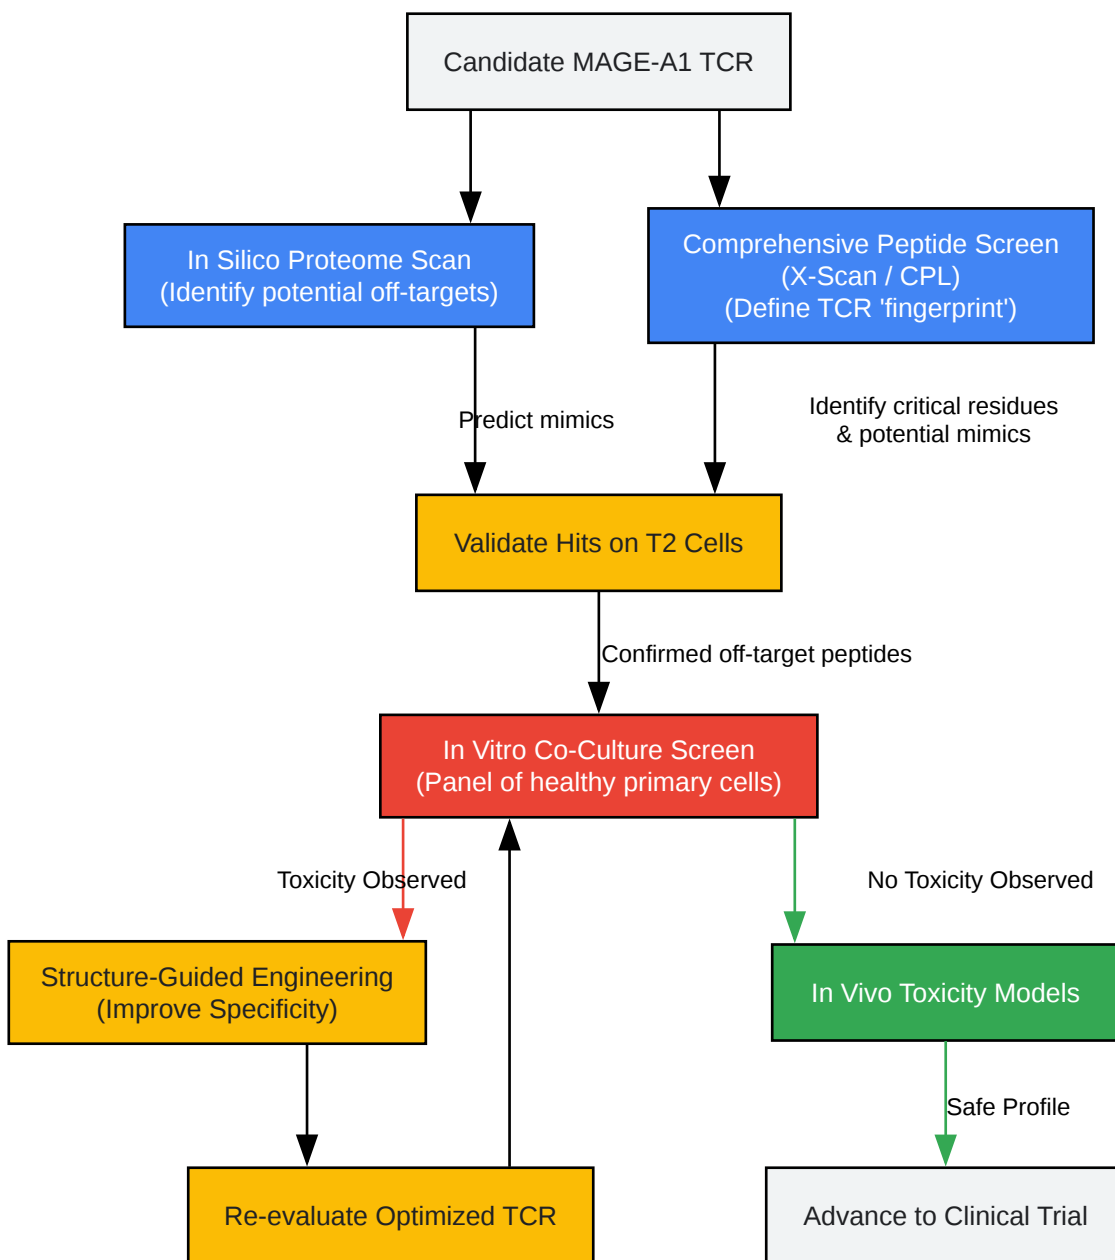 Candidate MAGE-A1 TCR
In Silico Proteome Scan
(Identify potential off-targets)
Comprehensive Peptide Screen
(X-Scan / CPL)
(Define TCR 'fingerprint')
Predict mimics
Identify critical residues
& potential mimics
Validate Hits on T2 Cells
Confirmed off-target peptides
In Vitro Co-Culture Screen
(Panel of healthy primary cells)
Toxicity Observed
No Toxicity Observed
Structure-Guided Engineering
(Improve Specificity)
In Vivo Toxicity Models
Safe Profile
Re-evaluate Optimized TCR
Advance to Clinical Trial